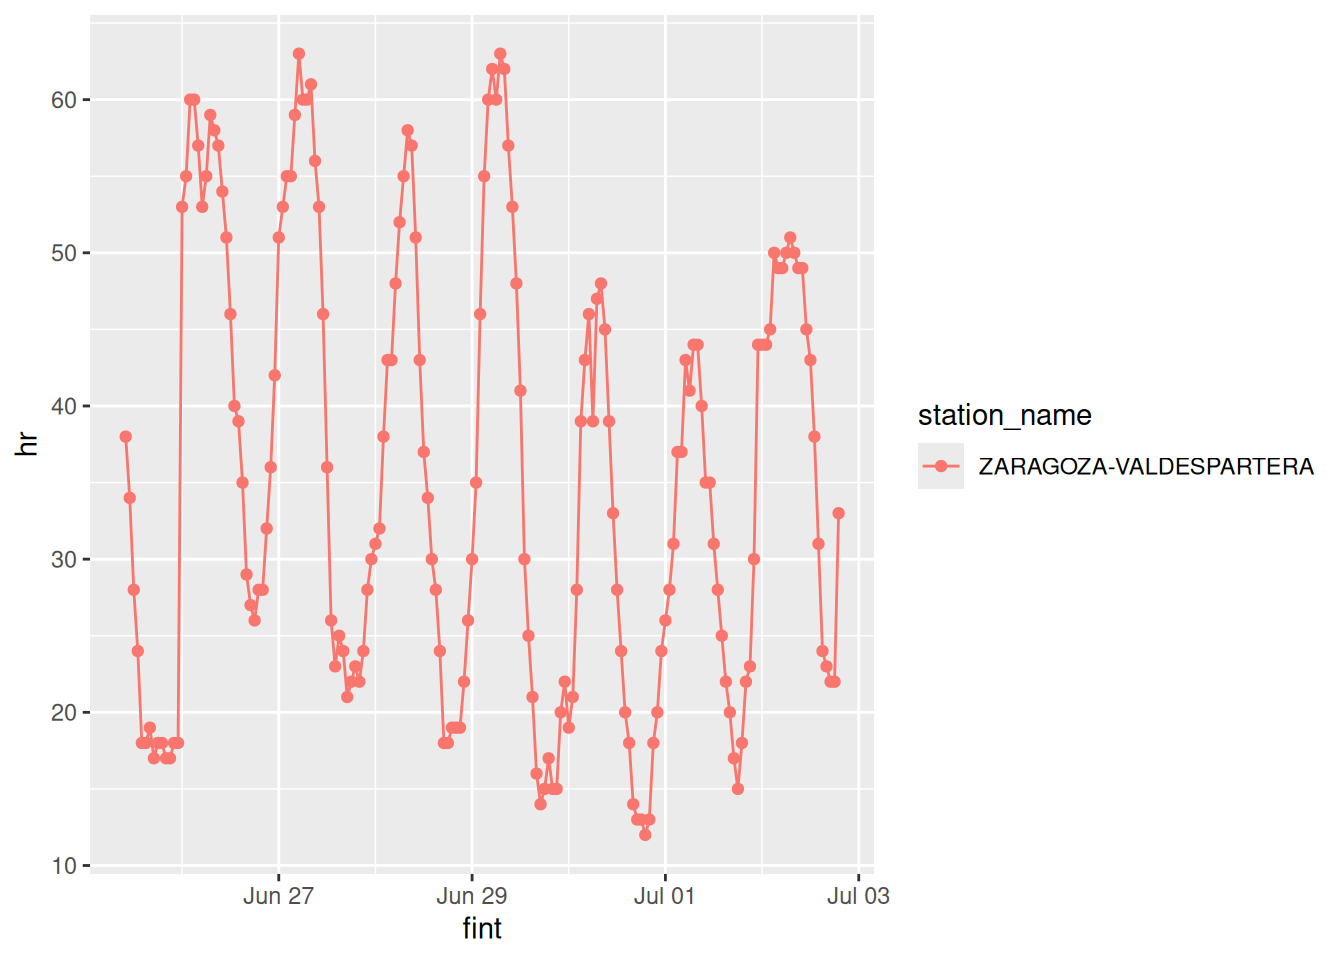 60
50
40
30
20
10
hr
Jun 27
Jun 29
Jul 01
Jul 03
fint
station_name
ZARAGOZA-VALDESPARTERA